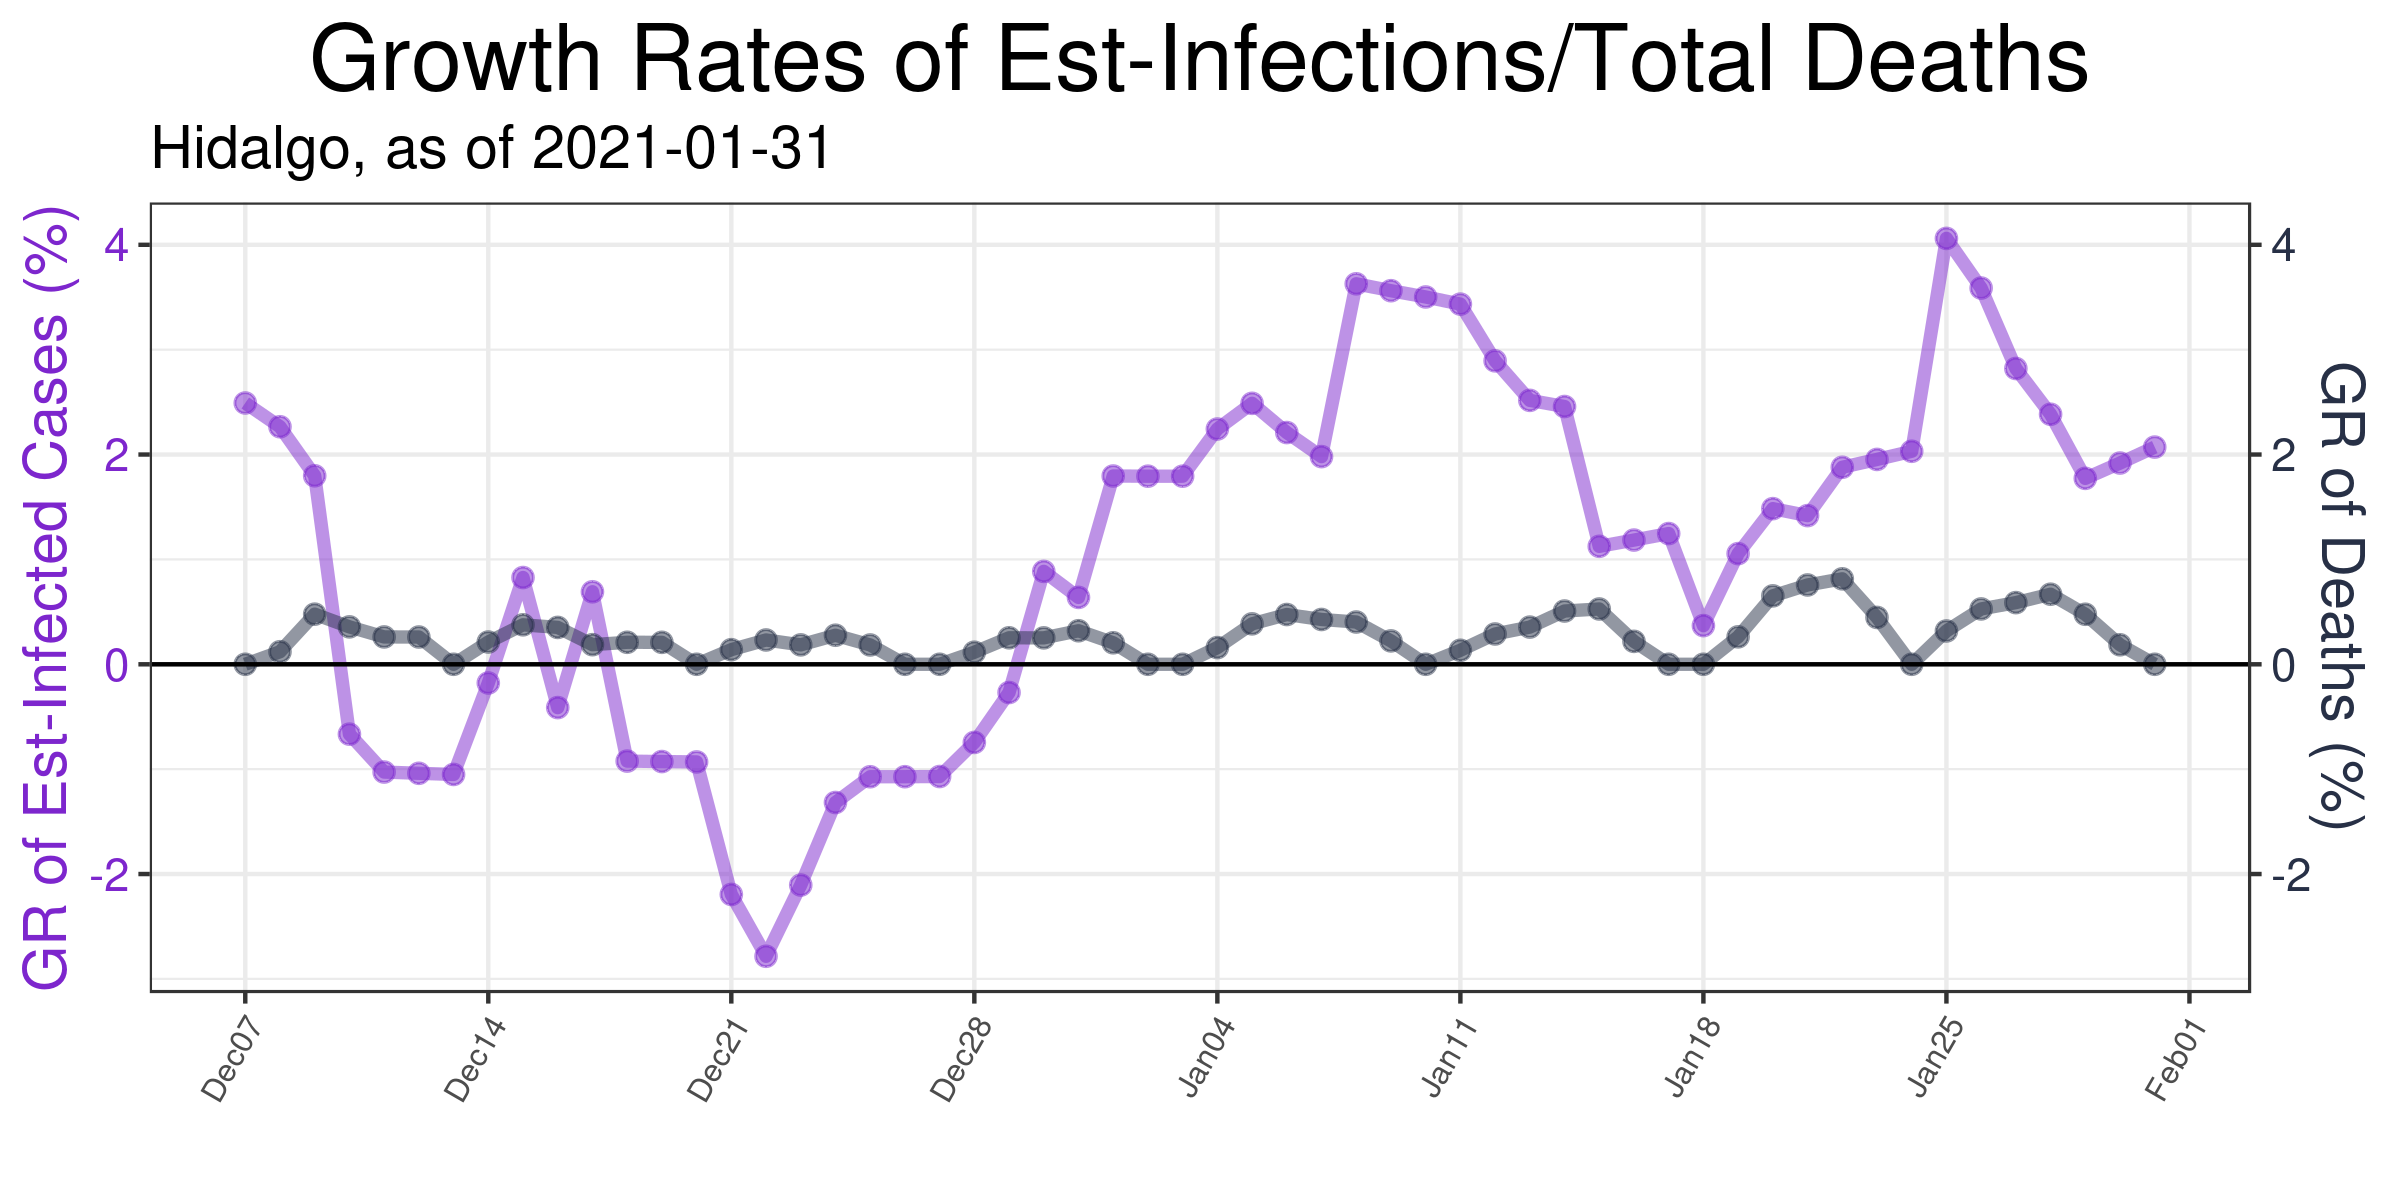 Growth Rates of Est-Infections/Total Deaths
Hidalgo, as of 2021-01-31
GR of Est-Infected Cases (%)
4
2
0
-2
4
2
0
-2
GR of Deaths (%)
Dec07
Dec14
Dec21
Dec28
Jan04
Jan11
Jan18
Jan25
Feb01